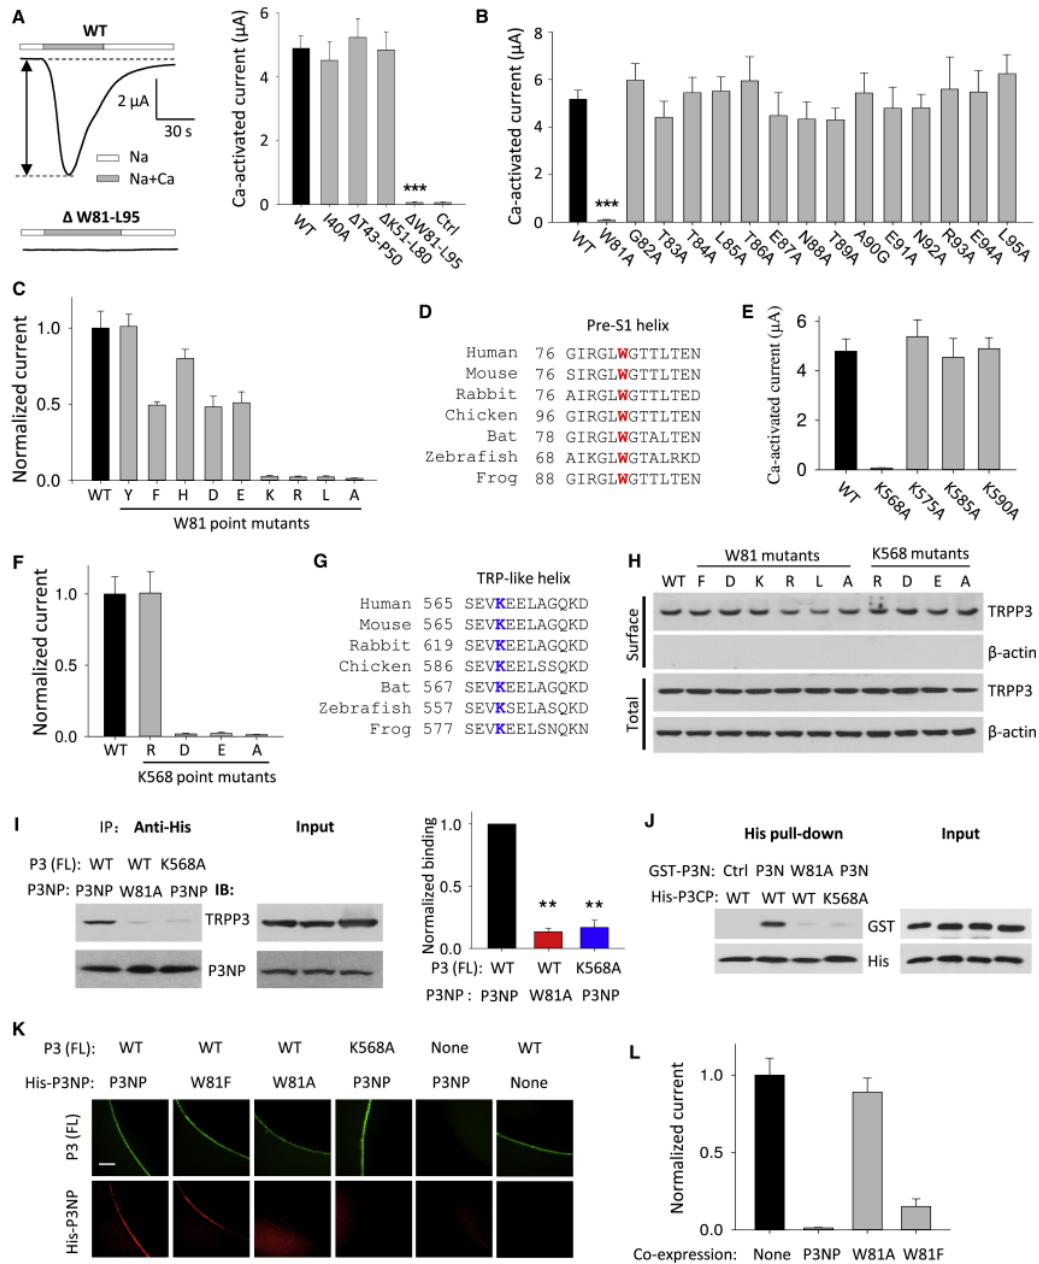 A
WT
2 µA
30 s
Na
Na+Ca
Δ W81-L95
Ca-activated current (µA)
6
4
2
0
***
WT
I40A
ΔT43-P50
ΔK51-L80
ΔW81-L95
Ctrl
B
Ca-activated current (µA)
8
6
4
2
0
***
WT
W81A
G82A
T83A
T84A
L85A
T86A
E87A
N88A
T89A
A90G
E91A
N92A
R93A
E94A
L95A
C
Normalized current
1.0
0.5
0.0
WT Y F H D E K R L A
W81 point mutants
D
Pre-S1 helix
Human 76 GIRGLWGTTLTEN
Mouse 76 SIRGLWGTTLTEN
Rabbit 76 AIRGLWGTTLTED
Chicken 96 GIRGLWGTTLTEN
Bat 78 GIRGLWGTALTEN
Zebrafish 68 AIKGLWGTALRKD
Frog 88 GIRGLWGTTLTEN
E
Ca-activated current (µA)
6
4
2
0
WT
K568A
K575A
K585A
K590A
F
Normalized current
1.0
0.5
0.0
WT R D E A
K568 point mutants
G
TRP-like helix
Human 565 SEVKEELAGQKD
Mouse 565 SEVKEELAGQKD
Rabbit 619 SEVKEELAGQKD
Chicken 586 SEVKEELSSQKD
Bat 567 SEVKEELAGQKD
Zebrafish 557 SEVKSELASQKD
Frog 577 SEVKEELSNQKN
H
W81 mutants K568 mutants
WT F D K R L A R D E A
Surface
TRPP3
β-actin
Total
TRPP3
β-actin
I
IP: Anti-His Input
P3 (FL): WT WT K568A
P3NP: P3NP W81A P3NP IB:
TRPP3
P3NP
Normalized binding
1.0
0.5
0.0
** **
P3 (FL): WT WT K568A
P3NP : P3NP W81A P3NP
J
His pull-down Input
GST-P3N: Ctrl P3N W81A P3N
His-P3CP: WT WT WT K568A
GST
His
K
P3 (FL): WT WT WT K568A None WT
His-P3NP: P3NP W81F W81A P3NP P3NP None
P3 (FL)
His-P3NP
L
Normalized current
1.0
0.5
0.0
Co-expression: None P3NP W81A W81F